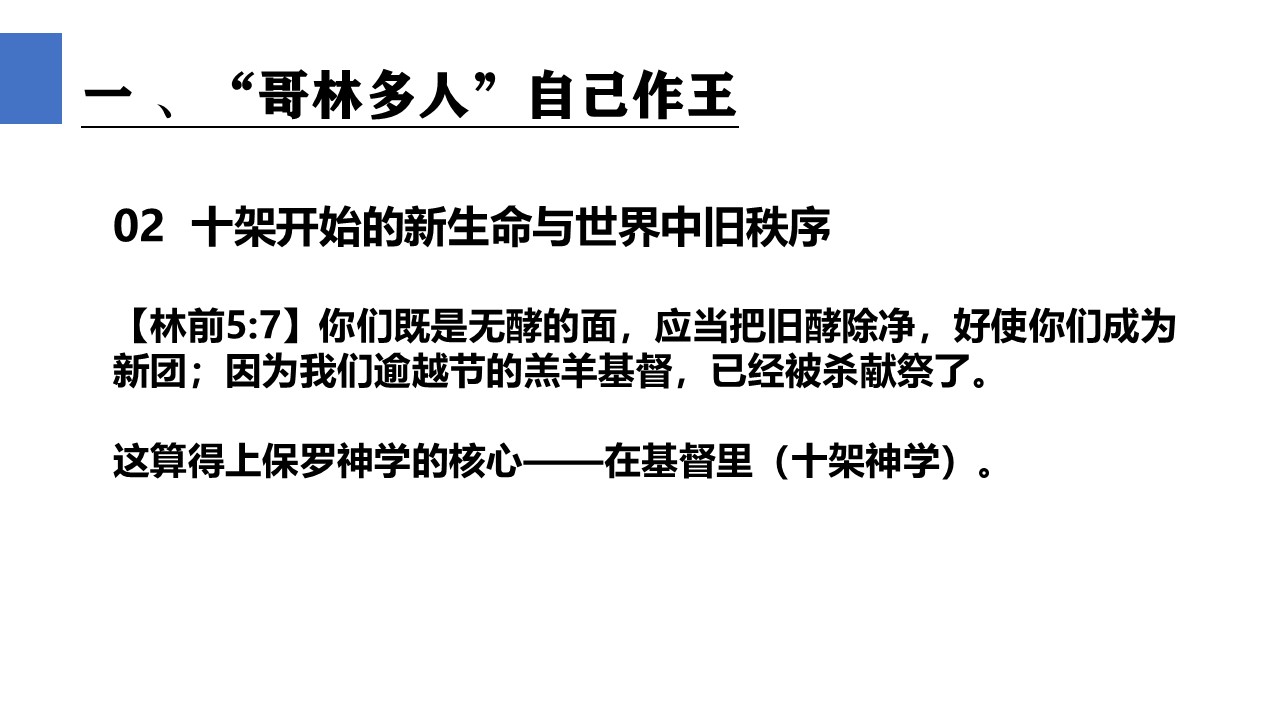 一 、“哥林多人”自己作王
02 十架开始的新生命与世界中旧秩序
【林前5:7】你们既是无酵的面，应当把旧酵除净，好使你们成为
新团；因为我们逾越节的羔羊基督，已经被杀献祭了。
这算得上保罗神学的核心——在基督里（十架神学）。